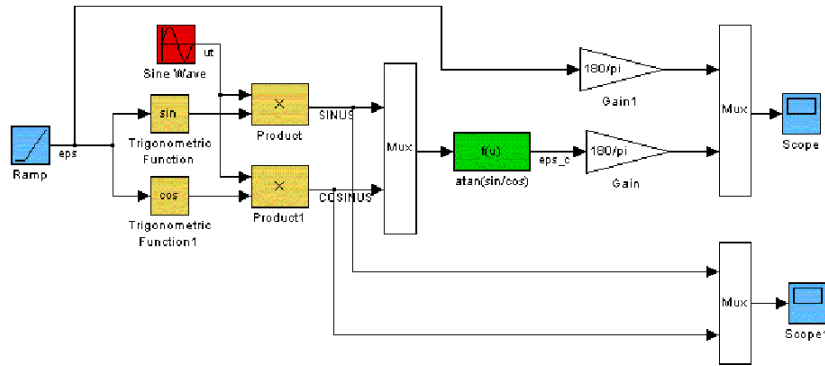 ut
Sine Wave
180/pi
Gain1
Mux
Scope
sin
Trigonometric
Function
×
Product
SINUS
Mux
eps
Ramp
f(u)
atan(sin/cos)
eps_c
180/pi
Gain
cos
Trigonometric
Function1
×
Product1
COSINUS
Mux
Scope1